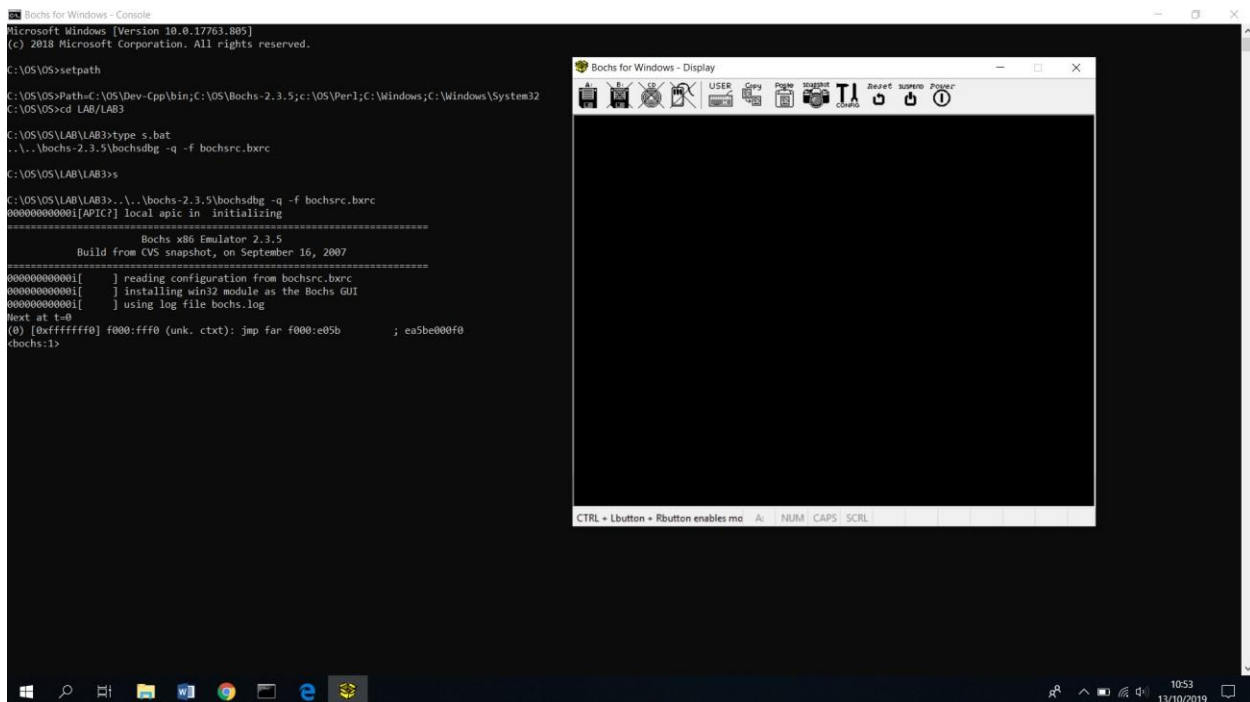 Bochs for Windows - Console
Microsoft Windows [Version 10.0.17763.805]
(c) 2018 Microsoft Corporation. All rights reserved.
C:\OS\OS>setpath
C:\OS\OS>Path=C:\OS\Dev-Cpp\bin;C:\OS\Bochs-2.3.5;c:\OS\Perl;C:\Windows;C:\Windows\System32
C:\OS\OS>cd LAB/LAB3
C:\OS\OS\LAB\LAB3>type s.bat
..\..\bochs-2.3.5\bochsdbg -q -f bochsrc.bxrc
C:\OS\OS\LAB\LAB3>s
C:\OS\OS\LAB\LAB3>..\..\bochs-2.3.5\bochsdbg -q -f bochsrc.bxrc
00000000000i[APIC?] local apic in  initializing
========================================================================
Bochs x86 Emulator 2.3.5
Build from CVS snapshot, on September 16, 2007
========================================================================
00000000000i[     ] reading configuration from bochsrc.bxrc
00000000000i[     ] installing win32 module as the Bochs GUI
00000000000i[     ] using log file bochs.log
Next at t=0
(0) [0xfffffff0] f000:fff0 (unk. ctxt): jmp far f000:e05b         ; ea5be000f0
<bochs:1>
Bochs for Windows - Display
A: B: CD USER Copy Paste snapshot CONFIG Reset suspend Power
CTRL + Lbutton + Rbutton enables mo A: NUM CAPS SCRL
10:53
13/10/2019